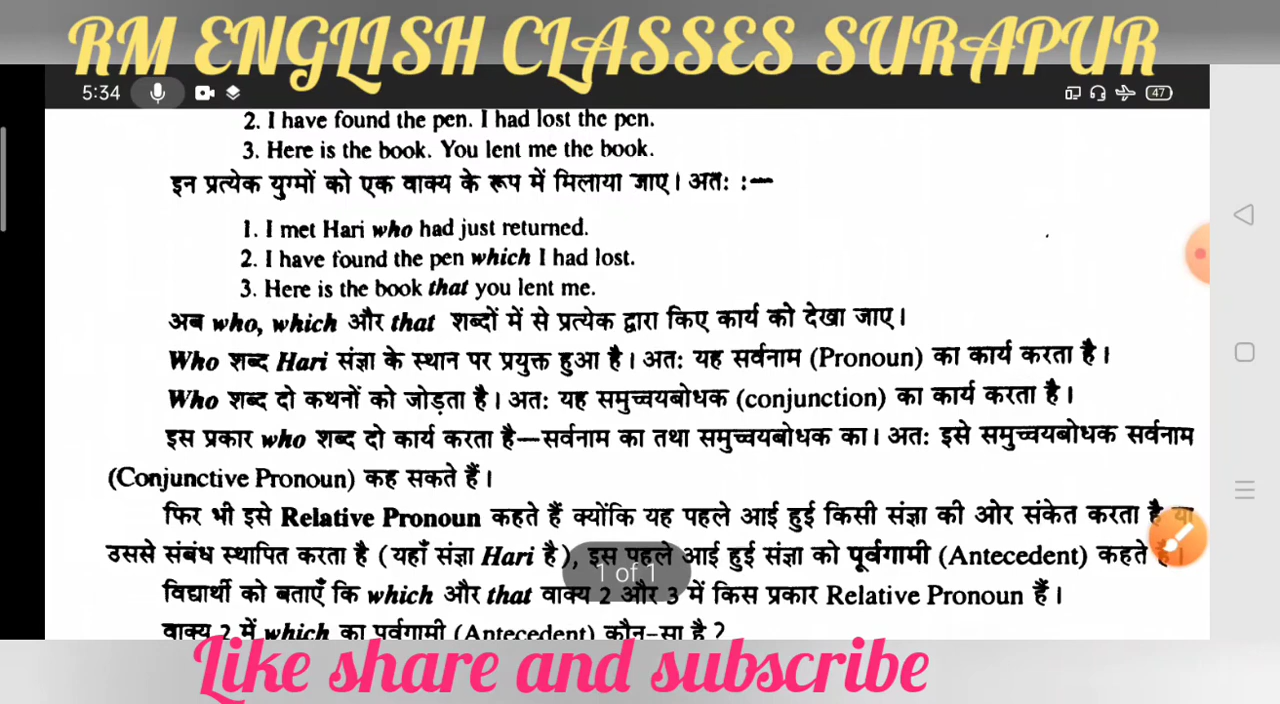 RM ENGLISH CLASSES SURAPUR
5:34
47
2. I have found the pen. I had lost the pen.
3. Here is the book. You lent me the book.
इन प्रत्येक युग्मों को एक वाक्य के रूप में मिलाया जाए। अतः :—
1. I met Hari who had just returned.
2. I have found the pen which I had lost.
3. Here is the book that you lent me.
अब who, which और that शब्दों में से प्रत्येक द्वारा किए कार्य को देखा जाए।
Who शब्द Hari संज्ञा के स्थान पर प्रयुक्त हुआ है। अतः यह सर्वनाम (Pronoun) का कार्य करता है।
Who शब्द दो कथनों को जोड़ता है। अतः यह समुच्चयबोधक (conjunction) का कार्य करता है।
इस प्रकार who शब्द दो कार्य करता है—सर्वनाम का तथा समुच्चयबोधक का। अतः इसे समुच्चयबोधक सर्वनाम
(Conjunctive Pronoun) कह सकते हैं।
फिर भी इसे Relative Pronoun कहते हैं क्योंकि यह पहले आई हुई किसी संज्ञा की ओर संकेत करता है या
उससे संबंध स्थापित करता है (यहाँ संज्ञा Hari है), इस पहले आई हुई संज्ञा को पूर्वगामी (Antecedent) कहते है।
1 of 1
विद्यार्थी को बताएँ कि which और that वाक्य 2 और 3 में किस प्रकार Relative Pronoun हैं।
वाक्य 2 में which का पूर्वगामी (Antecedent) कौन-सा है ?
Like share and subscribe